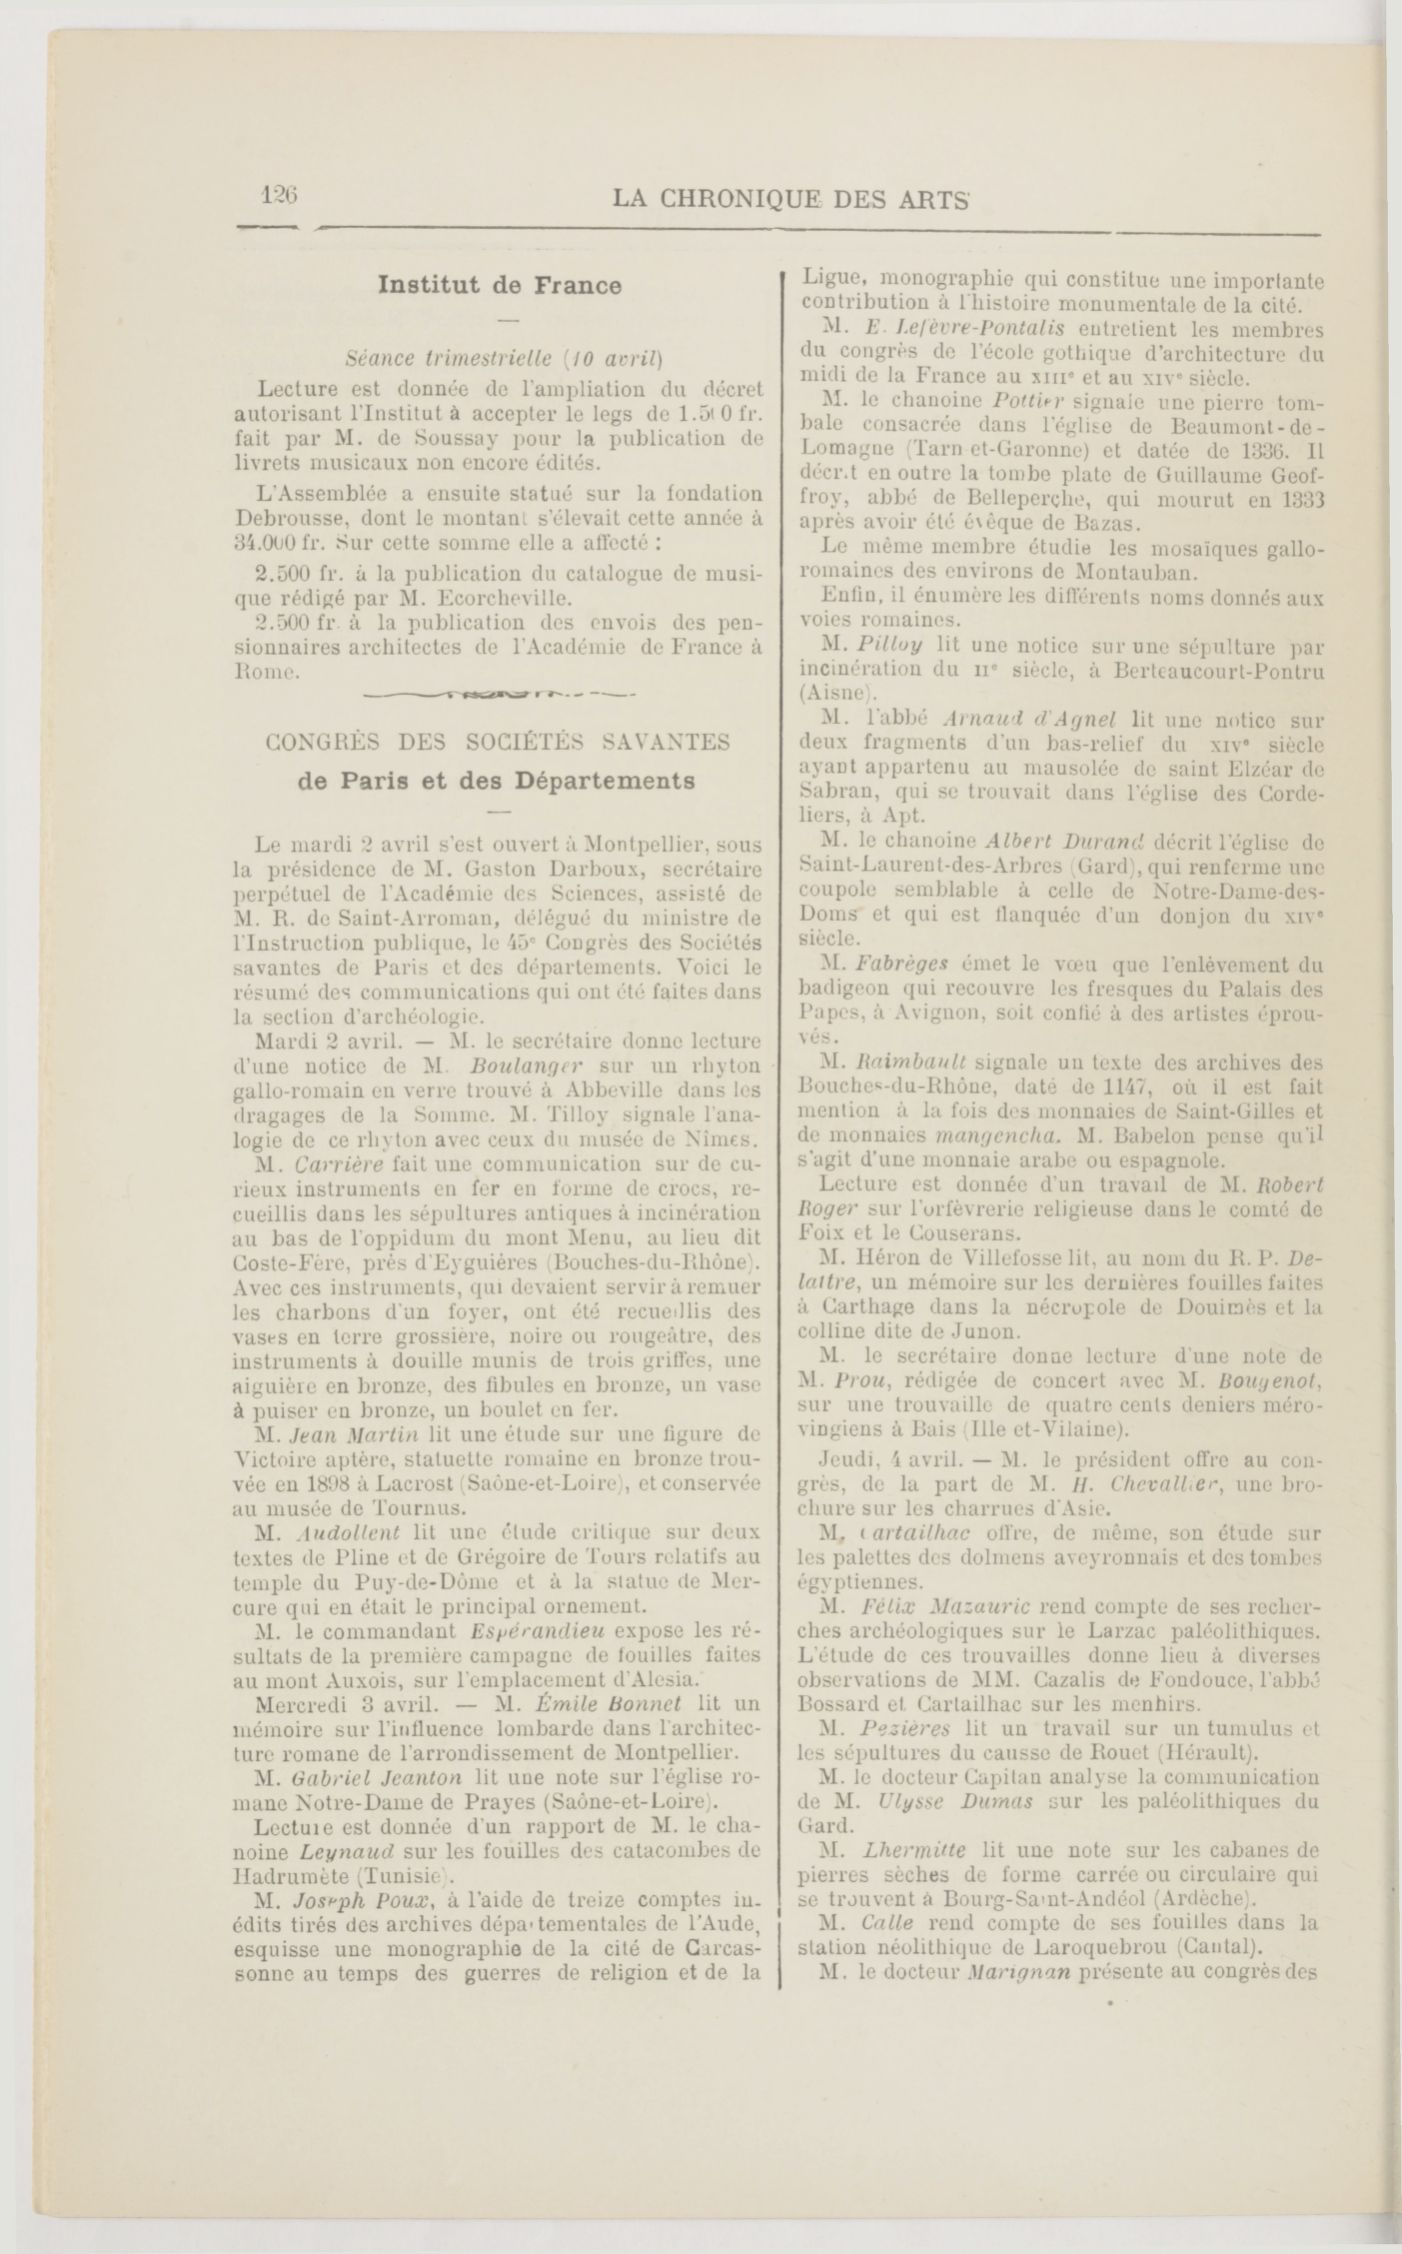 126
LA CHRONIQUE DES ARTS
Institut de France
Séance trimestrielle (10 avril)
Lecture est donnée de l'ampliation du décret
autorisant l'Institut à accepter le legs de 1.500 fr.
fait par M. de Soussay pour la publication de
livrets musicaux non encore édités.
L'Assemblée a ensuite statué sur la fondation
Debrousse, dont le montant s'élevait cette année à
34.000 fr. Sur cette somme elle a affecté :
2.500 fr. à la publication du catalogue de musi-
que rédigé par M. Ecorcheville.
2.500 fr. à la publication des envois des pen-
sionnaires architectes de l'Académie de France à
Rome.
CONGRÈS DES SOCIÉTÉS SAVANTES
de Paris et des Départements
Le mardi 2 avril s'est ouvert à Montpellier, sous
la présidence de M. Gaston Darboux, secrétaire
perpétuel de l'Académie des Sciences, assisté de
M. R. de Saint-Arroman, délégué du ministre de
l'Instruction publique, le 45e Congrès des Sociétés
savantes de Paris et des départements. Voici le
résumé des communications qui ont été faites dans
la section d'archéologie.
Mardi 2 avril. — M. le secrétaire donne lecture
d'une notice de M. Boulanger sur un rhyton
gallo-romain en verre trouvé à Abbeville dans les
dragages de la Somme. M. Tilloy signale l'ana-
logie de ce rhyton avec ceux du musée de Nîmes.
M. Carrière fait une communication sur de cu-
rieux instruments en fer en forme de crocs, re-
cueillis dans les sépultures antiques à incinération
au bas de l'oppidum du mont Menu, au lieu dit
Coste-Fère, près d'Eyguières (Bouches-du-Rhône).
Avec ces instruments, qui devaient servir à remuer
les charbons d'un foyer, ont été recueillis des
vases en terre grossière, noire ou rougeâtre, des
instruments à douille munis de trois griffes, une
aiguière en bronze, des fibules en bronze, un vase
à puiser en bronze, un boulet en fer.
M. Jean Martin lit une étude sur une figure de
Victoire aptère, statuette romaine en bronze trou-
vée en 1898 à Lacrost (Saône-et-Loire), et conservée
au musée de Tournus.
M. Audollent lit une étude critique sur deux
textes de Pline et de Grégoire de Tours relatifs au
temple du Puy-de-Dôme et à la statue de Mer-
cure qui en était le principal ornement.
M. le commandant Espérandieu expose les ré-
sultats de la première campagne de fouilles faites
au mont Auxois, sur l'emplacement d'Alesia.
Mercredi 3 avril. — M. Émile Bonnet lit un
mémoire sur l'influence lombarde dans l'architec-
ture romane de l'arrondissement de Montpellier.
M. Gabriel Jeanton lit une note sur l'église ro-
mane Notre-Dame de Prayes (Saône-et-Loire).
Lecture est donnée d'un rapport de M. le cha-
noine Leynaud sur les fouilles des catacombes de
Hadrumète (Tunisie).
M. Joseph Poux, à l'aide de treize comptes in-
édits tirés des archives départementales de l'Aude,
esquisse une monographie de la cité de Carcas-
sonne au temps des guerres de religion et de la
Ligue, monographie qui constitue une importante
contribution à l'histoire monumentale de la cité.
M. E. Lefèvre-Pontalis entretient les membres
du congrès de l'école gothique d'architecture du
midi de la France au XIIIe et au XIVe siècle.
M. le chanoine Pottier signale une pierre tom-
bale consacrée dans l'église de Beaumont-de-
Lomagne (Tarn et-Garonne) et datée de 1336. Il
décrit en outre la tombe plate de Guillaume Geof-
froy, abbé de Belleperche, qui mourut en 1333
après avoir été évêque de Bazas.
Le même membre étudie les mosaïques gallo-
romaines des environs de Montauban.
Enfin, il énumère les différents noms donnés aux
voies romaines.
M. Pilloy lit une notice sur une sépulture par
incinération du IIe siècle, à Berteaucourt-Pontru
(Aisne).
M. l'abbé Arnaud d'Agnel lit une notice sur
deux fragments d'un bas-relief du XIVe siècle
ayant appartenu au mausolée de saint Elzéar de
Sabran, qui se trouvait dans l'église des Corde-
liers, à Apt.
M. le chanoine Albert Durand décrit l'église de
Saint-Laurent-des-Arbres (Gard), qui renferme une
coupole semblable à celle de Notre-Dame-des-
Doms et qui est flanquée d'un donjon du XIVe
siècle.
M. Fabrèges émet le vœu que l'enlèvement du
badigeon qui recouvre les fresques du Palais des
Papes, à Avignon, soit confié à des artistes éprou-
vés.
M. Raimbault signale un texte des archives des
Bouches-du-Rhône, daté de 1147, où il est fait
mention à la fois des monnaies de Saint-Gilles et
de monnaies mangencha. M. Babelon pense qu'il
s'agit d'une monnaie arabe ou espagnole.
Lecture est donnée d'un travail de M. Robert
Roger sur l'orfèvrerie religieuse dans le comté de
Foix et le Couserans.
M. Héron de Villefosse lit, au nom du R. P. De-
lattre, un mémoire sur les dernières fouilles faites
à Carthage dans la nécropole de Douimès et la
colline dite de Junon.
M. le secrétaire donne lecture d'une note de
M. Prou, rédigée de concert avec M. Bougenot,
sur une trouvaille de quatre cents deniers méro-
vingiens à Bais (Ille et-Vilaine).
Jeudi, 4 avril. — M. le président offre au con-
grès, de la part de M. H. Chevallier, une bro-
chure sur les charrues d'Asie.
M. Cartailhac offre, de même, son étude sur
les palettes des dolmens aveyronnais et des tombes
égyptiennes.
M. Félix Mazauric rend compte de ses recher-
ches archéologiques sur le Larzac paléolithiques.
L'étude de ces trouvailles donne lieu à diverses
observations de MM. Cazalis de Fondouce, l'abbé
Bossard et Cartailhac sur les menhirs.
M. Pezières lit un travail sur un tumulus et
les sépultures du causse de Rouet (Hérault).
M. le docteur Capitan analyse la communication
de M. Ulysse Dumas sur les paléolithiques du
Gard.
M. Lhermitte lit une note sur les cabanes de
pierres sèches de forme carrée ou circulaire qui
se trouvent à Bourg-Saint-Andéol (Ardèche).
M. Calle rend compte de ses fouilles dans la
station néolithique de Laroquebrou (Cantal).
M. le docteur Marignan présente au congrès des